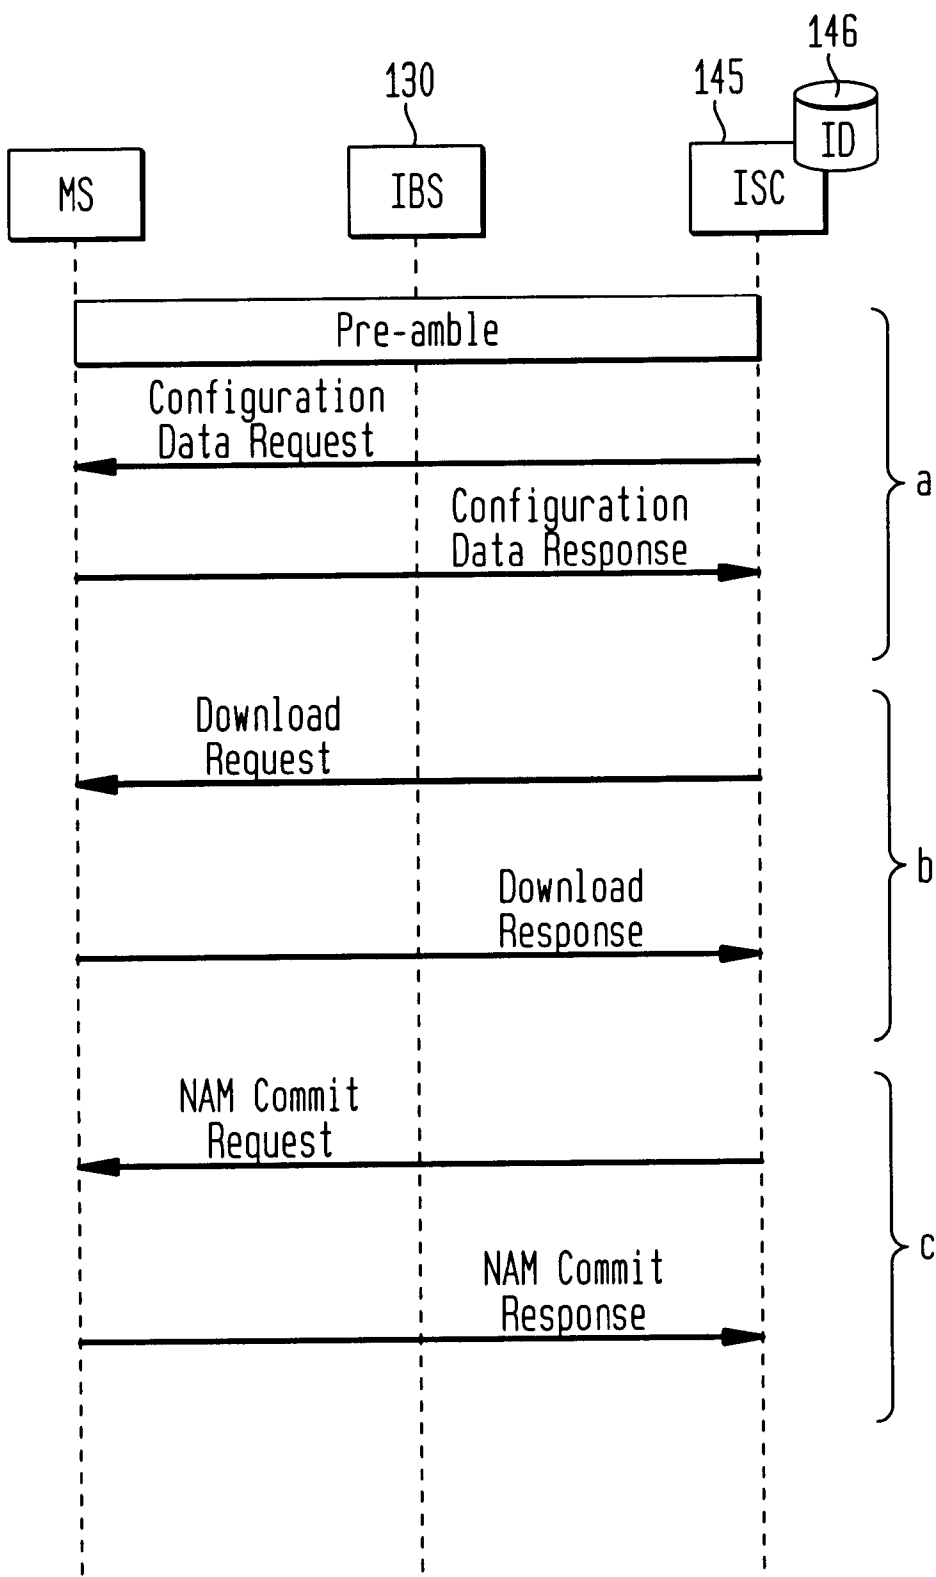 146
130
145
ID
MS
IBS
ISC
Pre-amble
Configuration
Data Request
a
Configuration
Data Response
Download
Request
b
Download
Response
NAM Commit
Request
c
NAM Commit
Response